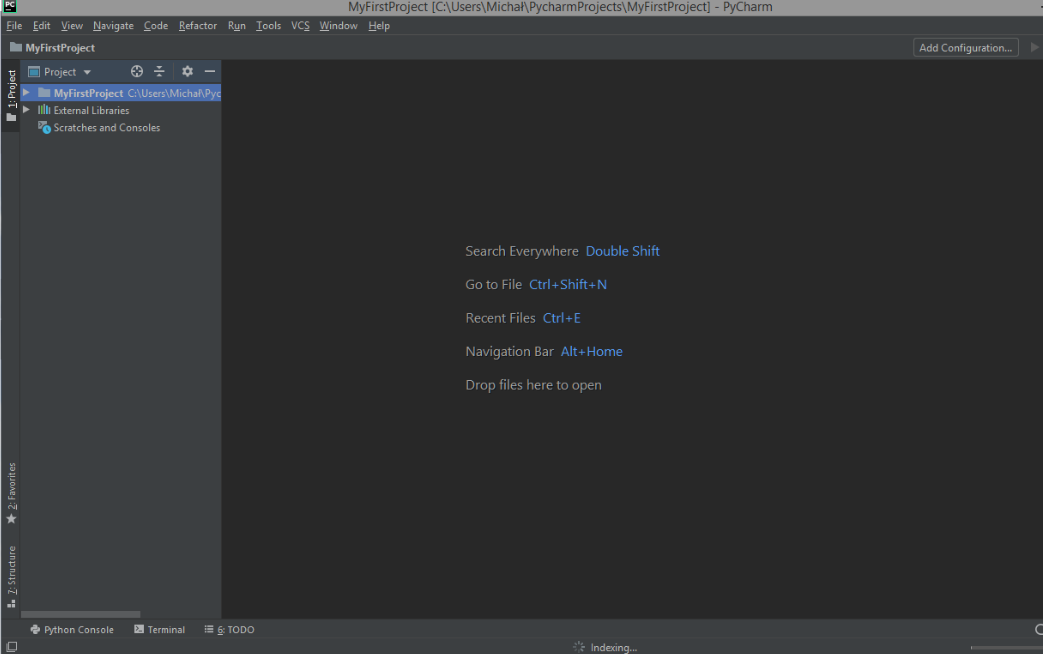 PC
MyFirstProject [C:\Users\Michał\PycharmProjects\MyFirstProject] - PyCharm
File Edit View Navigate Code Refactor Run Tools VCS Window Help
MyFirstProject
Add Configuration...
1: Project
Project
MyFirstProject C:\Users\Michał\Pyc
External Libraries
Scratches and Consoles
Search Everywhere Double Shift
Go to File Ctrl+Shift+N
Recent Files Ctrl+E
Navigation Bar Alt+Home
Drop files here to open
2: Favorites
7: Structure
Python Console Terminal 6: TODO
Indexing...